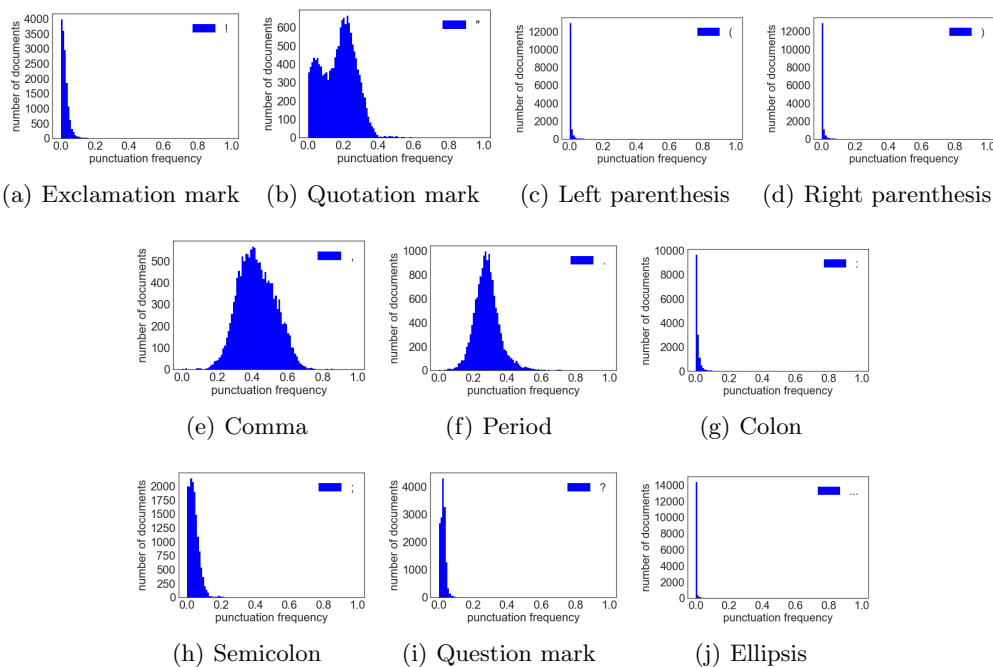 4000
3500
3000
2500
2000
1500
1000
500
0
number of documents
!
0.0 0.2 0.4 0.6 0.8 1.0
punctuation frequency
(a) Exclamation mark
600
500
400
300
200
100
0
number of documents
"
0.0 0.2 0.4 0.6 0.8 1.0
punctuation frequency
(b) Quotation mark
12000
10000
8000
6000
4000
2000
0
number of documents
(
0.0 0.2 0.4 0.6 0.8 1.0
punctuation frequency
(c) Left parenthesis
12000
10000
8000
6000
4000
2000
0
number of documents
)
0.0 0.2 0.4 0.6 0.8 1.0
punctuation frequency
(d) Right parenthesis
500
400
300
200
100
0
number of documents
,
0.0 0.2 0.4 0.6 0.8 1.0
punctuation frequency
(e) Comma
1000
800
600
400
200
0
number of documents
.
0.0 0.2 0.4 0.6 0.8 1.0
punctuation frequency
(f) Period
10000
8000
6000
4000
2000
0
number of documents
:
0.0 0.2 0.4 0.6 0.8 1.0
punctuation frequency
(g) Colon
2000
1750
1500
1250
1000
750
500
250
0
number of documents
;
0.0 0.2 0.4 0.6 0.8 1.0
punctuation frequency
(h) Semicolon
4000
3000
2000
1000
0
number of documents
?
0.0 0.2 0.4 0.6 0.8 1.0
punctuation frequency
(i) Question mark
14000
12000
10000
8000
6000
4000
2000
0
number of documents
...
0.0 0.2 0.4 0.6 0.8 1.0
punctuation frequency
(j) Ellipsis